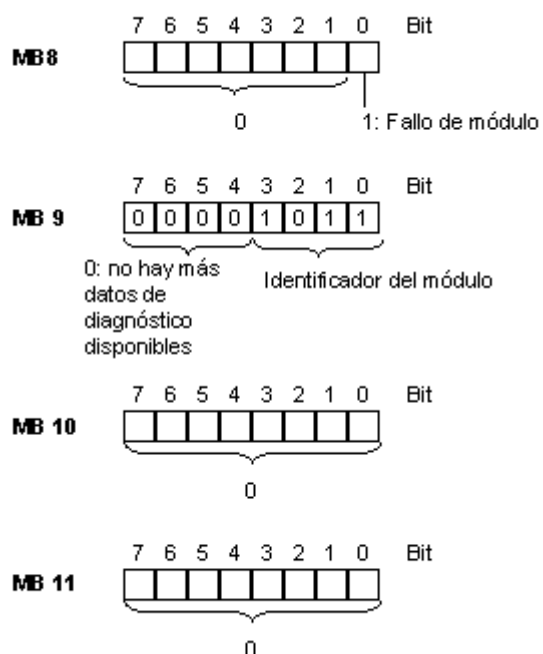 7 6 5 4 3 2 1 0 Bit
MB8
0
1: Fallo de módulo
7 6 5 4 3 2 1 0 Bit
MB 9 0 0 0 0 1 0 1 1
0: no hay más
datos de
diagnóstico
disponibles
Identificador del módulo
7 6 5 4 3 2 1 0 Bit
MB 10
0
7 6 5 4 3 2 1 0 Bit
MB 11
0